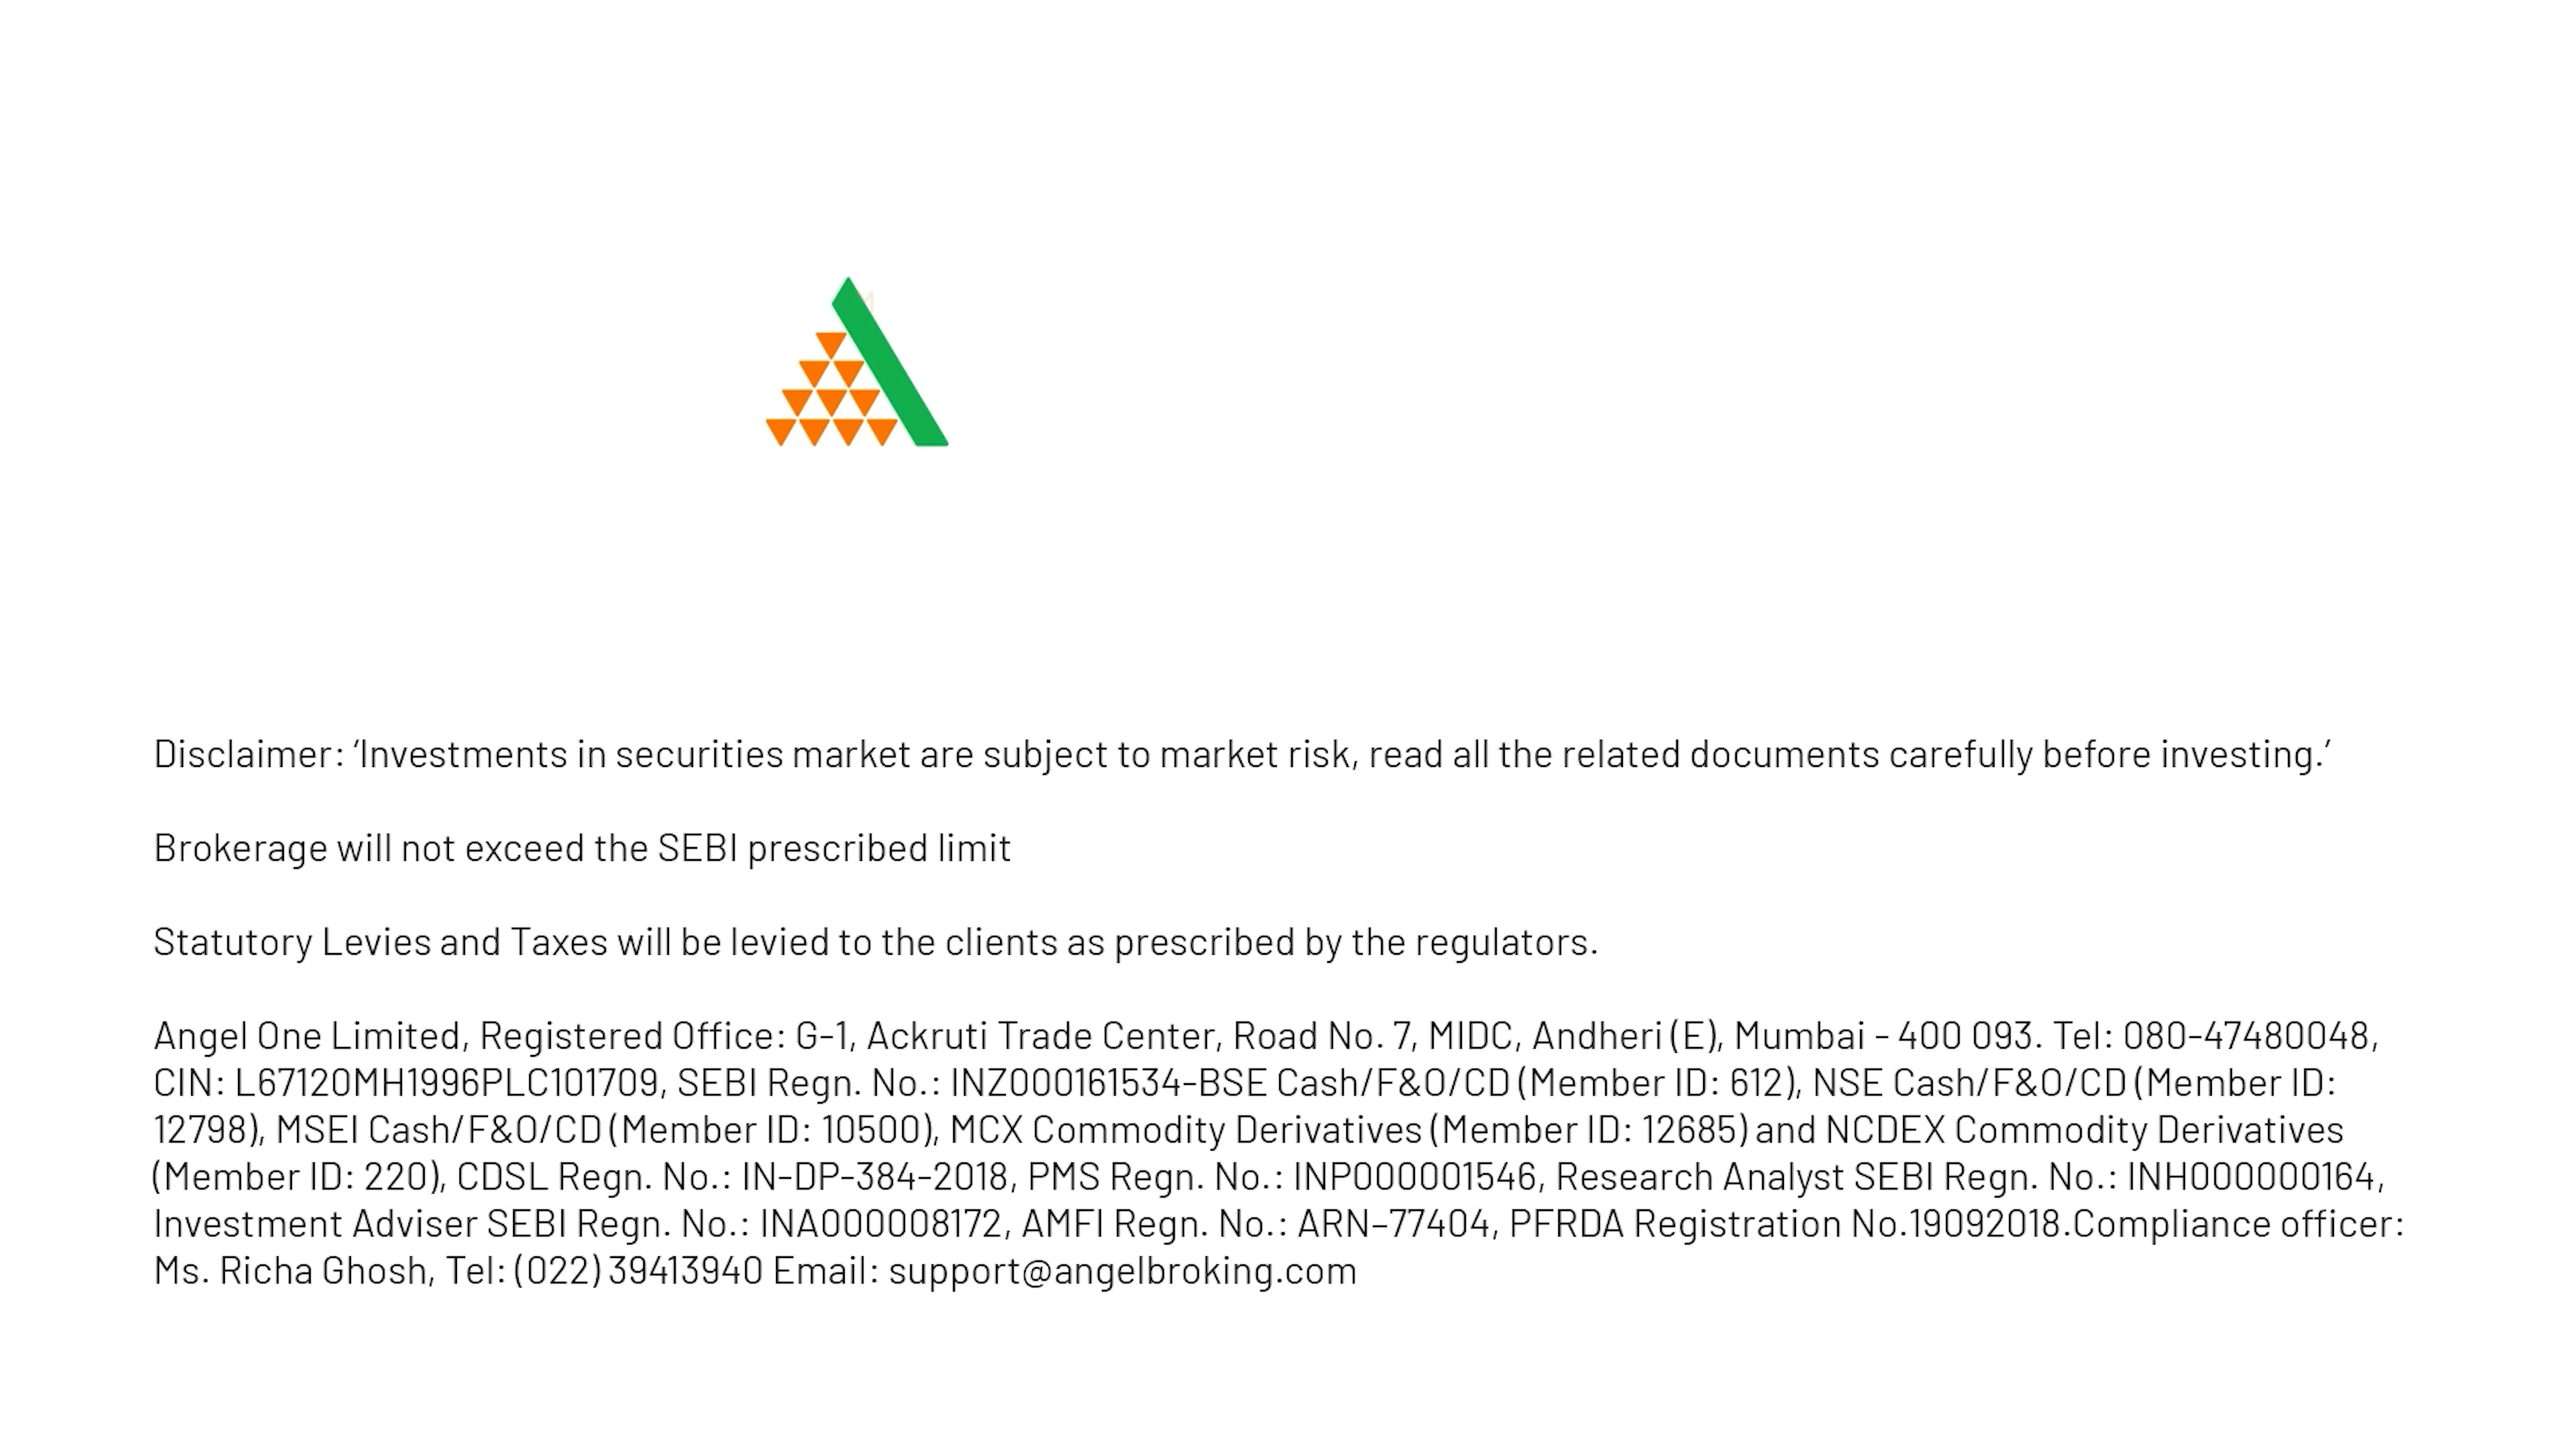 Disclaimer: ‘Investments in securities market are subject to market risk, read all the related documents carefully before investing.’
Brokerage will not exceed the SEBI prescribed limit
Statutory Levies and Taxes will be levied to the clients as prescribed by the regulators.
Angel One Limited, Registered Office: G-1, Ackruti Trade Center, Road No. 7, MIDC, Andheri (E), Mumbai - 400 093. Tel: 080-47480048,
CIN: L67120MH1996PLC101709, SEBI Regn. No.: INZ000161534-BSE Cash/F&O/CD (Member ID: 612), NSE Cash/F&O/CD (Member ID:
12798), MSEI Cash/F&O/CD (Member ID: 10500), MCX Commodity Derivatives (Member ID: 12685) and NCDEX Commodity Derivatives
(Member ID: 220), CDSL Regn. No.: IN-DP-384-2018, PMS Regn. No.: INP000001546, Research Analyst SEBI Regn. No.: INH000000164,
Investment Adviser SEBI Regn. No.: INA000008172, AMFI Regn. No.: ARN–77404, PFRDA Registration No.19092018.Compliance officer:
Ms. Richa Ghosh, Tel: (022) 39413940 Email: support@angelbroking.com